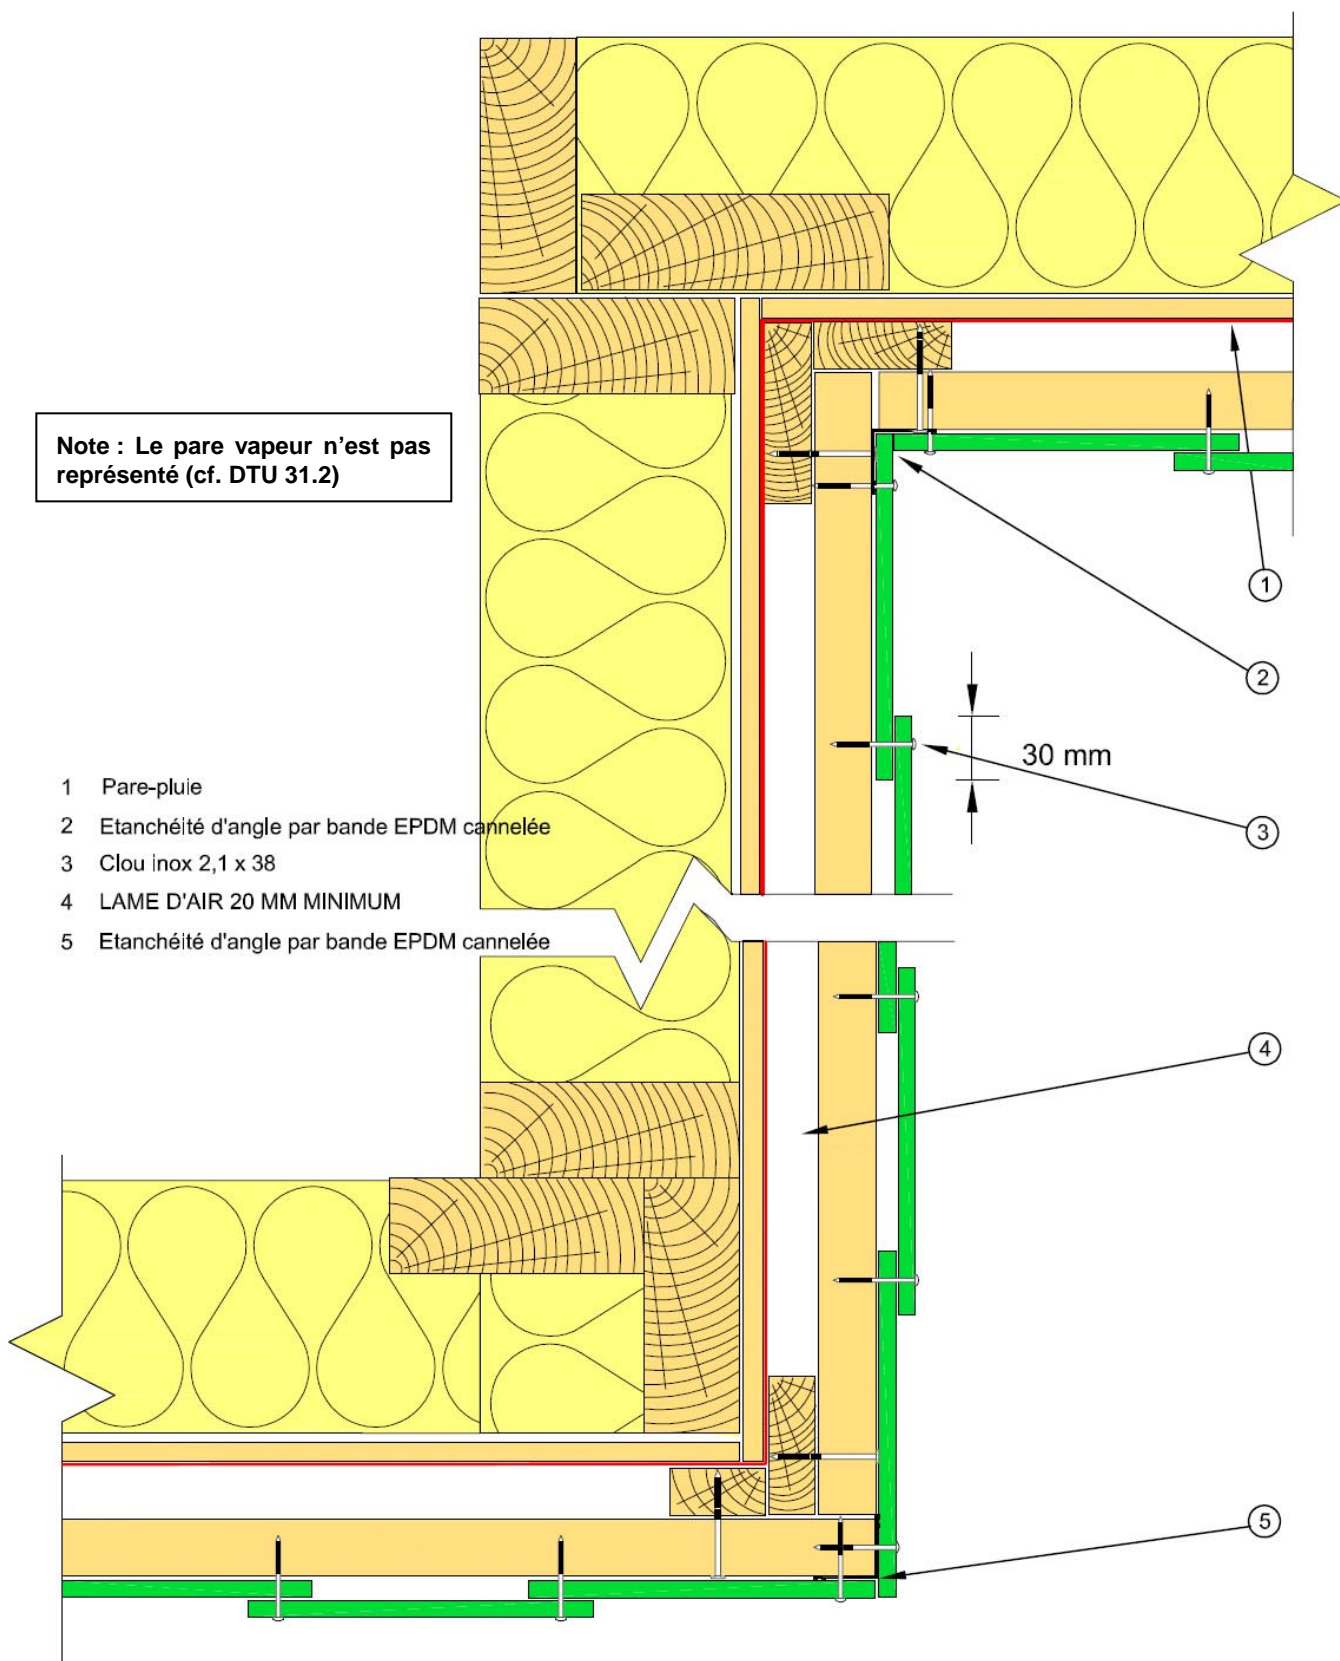 Note : Le pare vapeur n’est pas
représenté (cf. DTU 31.2)
1
2
30 mm
3
1 Pare-pluie
2 Etanchéité d'angle par bande EPDM cannelée
3 Clou inox 2,1 x 38
4 LAME D'AIR 20 MM MINIMUM
5 Etanchéité d'angle par bande EPDM cannelée
4
5